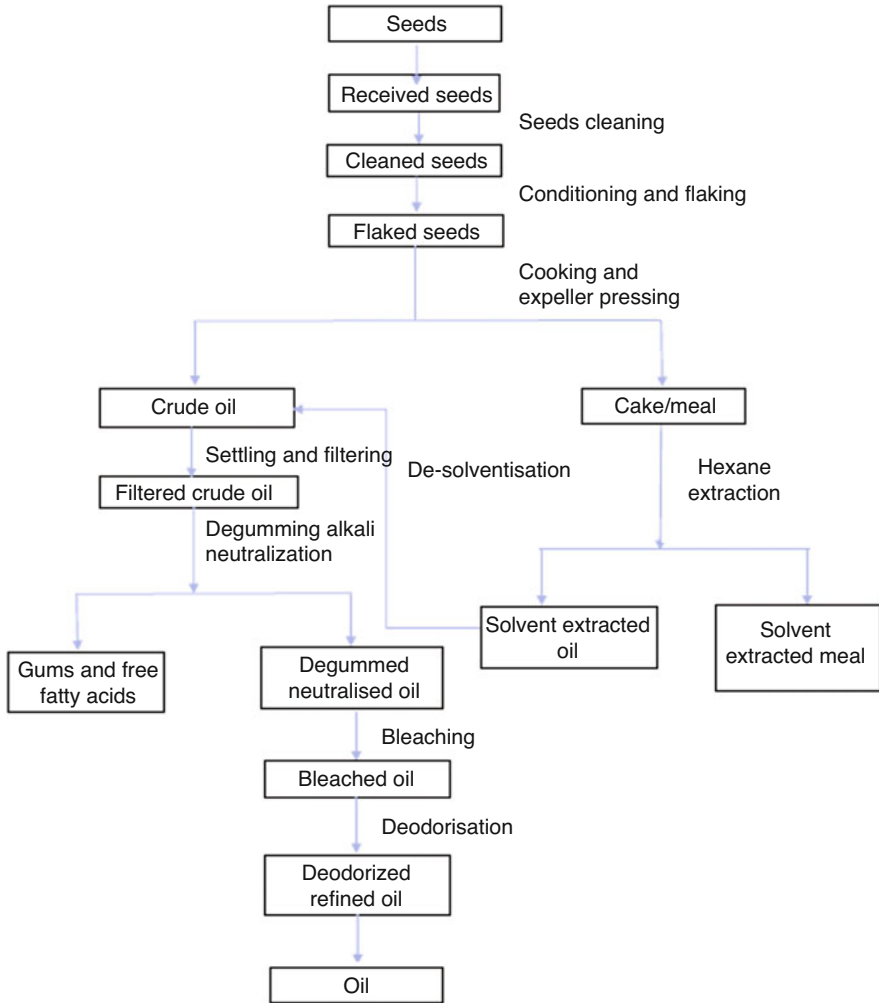 Seeds
Received seeds
Seeds cleaning
Cleaned seeds
Conditioning and flaking
Flaked seeds
Cooking and
expeller pressing
Crude oil
Cake/meal
Settling and filtering
De-solventisation
Hexane
extraction
Filtered crude oil
Degumming alkali
neutralization
Gums and free
fatty acids
Degummed
neutralised oil
Solvent extracted
oil
Solvent
extracted meal
Bleaching
Bleached oil
Deodorisation
Deodorized
refined oil
Oil